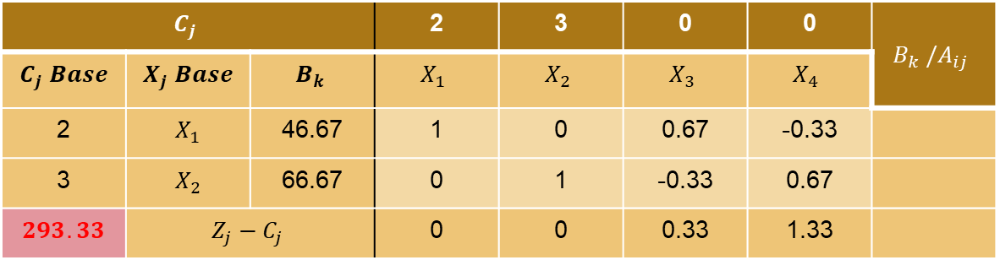 C_j 2 3 0 0 B_k /A_ij
C_j Base X_j Base B_k X_1 X_2 X_3 X_4
2 X_1 46.67 1 0 0.67 -0.33
3 X_2 66.67 0 1 -0.33 0.67
293.33 Z_j − C_j 0 0 0.33 1.33